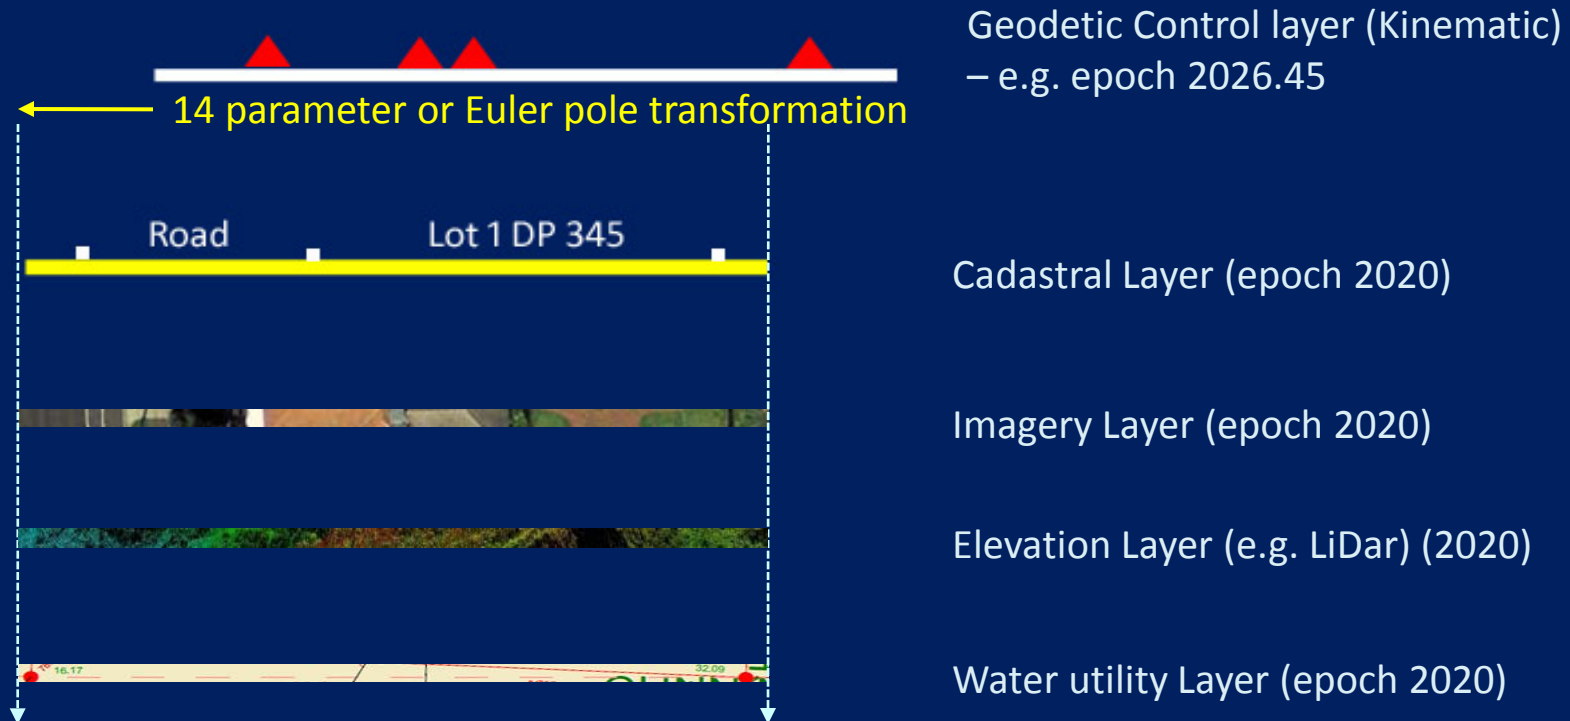 Geodetic Control layer (Kinematic)
– e.g. epoch 2026.45
14 parameter or Euler pole transformation
Road
Lot 1 DP 345
Cadastral Layer (epoch 2020)
Imagery Layer (epoch 2020)
Elevation Layer (e.g. LiDar) (2020)
16.17
32.09
Water utility Layer (epoch 2020)